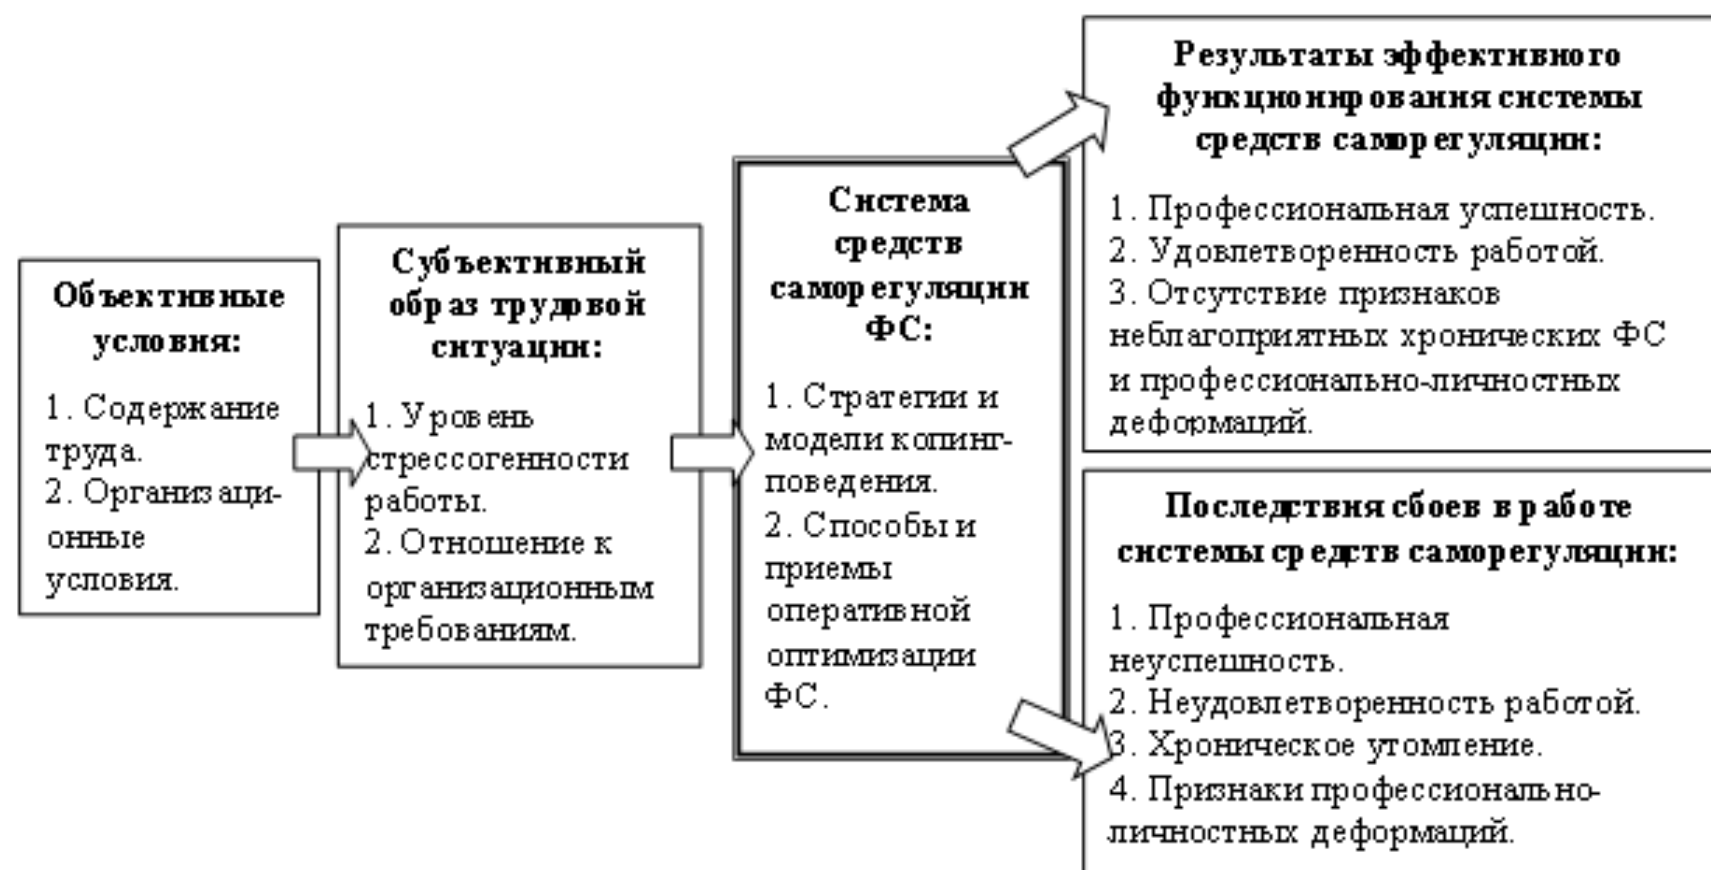 Объективные
условия:
1. Содержание
труда.
2. Организаци-
онные
условия.
Субъективный
образ трудовой
ситуации:
1. Уровень
стрессогенности
работы.
2. Отношение к
организационным
требованиям.
Система
средств
саморегуляции
ФС:
1. Стратегии и
модели копинг-
поведения.
2. Способы и
приемы
оперативной
оптимизации
ФС.
Результаты эффективного
функционирования системы
средств саморегуляции:
1. Профессиональная успешность.
2. Удовлетворенность работой.
3. Отсутствие признаков
неблагоприятных хронических ФС
и профессионально-личностных
деформаций.
Последствия сбоев в работе
системы средств саморегуляции:
1. Профессиональная
неуспешность.
2. Неудовлетворенность работой.
3. Хроническое утомление.
4. Признаки профессионально-
личностных деформаций.